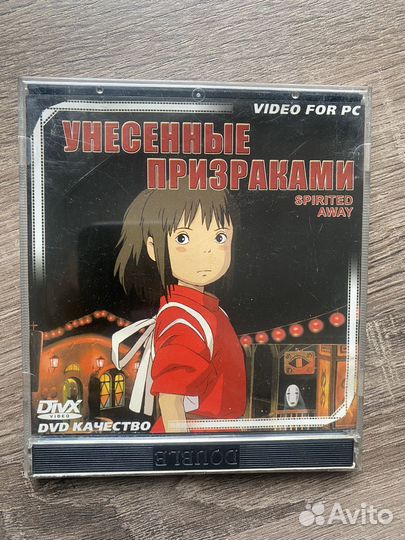 VIDEO FOR PC
УНЕСЕННЫЕ
ПРИЗРАКАМИ
SPIRITED
AWAY
DivX
VIDEO
DVD КАЧЕСТВО
DOUBLE
Avito